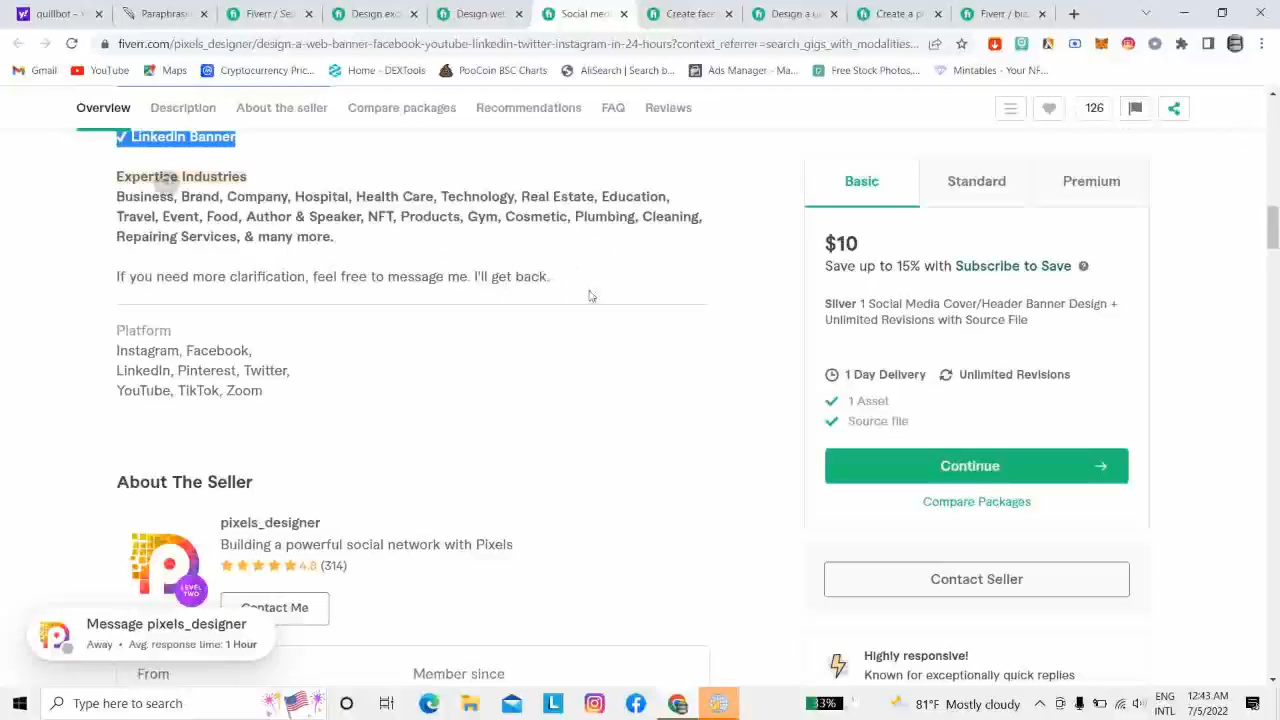 quillbot –
Paraphras
Pixels_des
Design exc
Design wel
Social med
Create fac
Design a u
Create a p
Fiverr / bu
fiverr.com/pixels_designer/design-web-banner-facebook-youtube-linkedin-twitter-instagram-in-24-hours?context_referrer=search_gigs_with_modalities...
Gmail
YouTube
Maps
Cryptocurrency Pric...
Home - DEXTools
PooCoin BSC Charts
AliSearch | Search b...
Ads Manager - Ma...
Free Stock Photos,...
Mintables - Your NF...
Overview
Description
About the seller
Compare packages
Recommendations
FAQ
Reviews
126
✓ LinkedIn Banner
Expertize Industries
Business, Brand, Company, Hospital, Health Care, Technology, Real Estate, Education,
Travel, Event, Food, Author & Speaker, NFT, Products, Gym, Cosmetic, Plumbing, Cleaning,
Repairing Services, & many more.
If you need more clarification, feel free to message me. I'll get back.
Platform
Instagram, Facebook,
LinkedIn, Pinterest, Twitter,
YouTube, TikTok, Zoom
About The Seller
pixels_designer
Building a powerful social network with Pixels
(314)
LEVEL
TWO
Contact Me
Message pixels_designer
Away • Avg. response time: 1 Hour
From
Member since
Basic
Standard
Premium
$10
Save up to 15% with Subscribe to Save
Silver 1 Social Media Cover/Header Banner Design +
Unlimited Revisions with Source File
1 Day Delivery
Unlimited Revisions
1 Asset
Source file
Continue
Compare Packages
Contact Seller
Highly responsive!
Known for exceptionally quick replies
Type here to search
33%
81°F Mostly cloudy
ENG
INTL
12:43 AM
7/5/2022